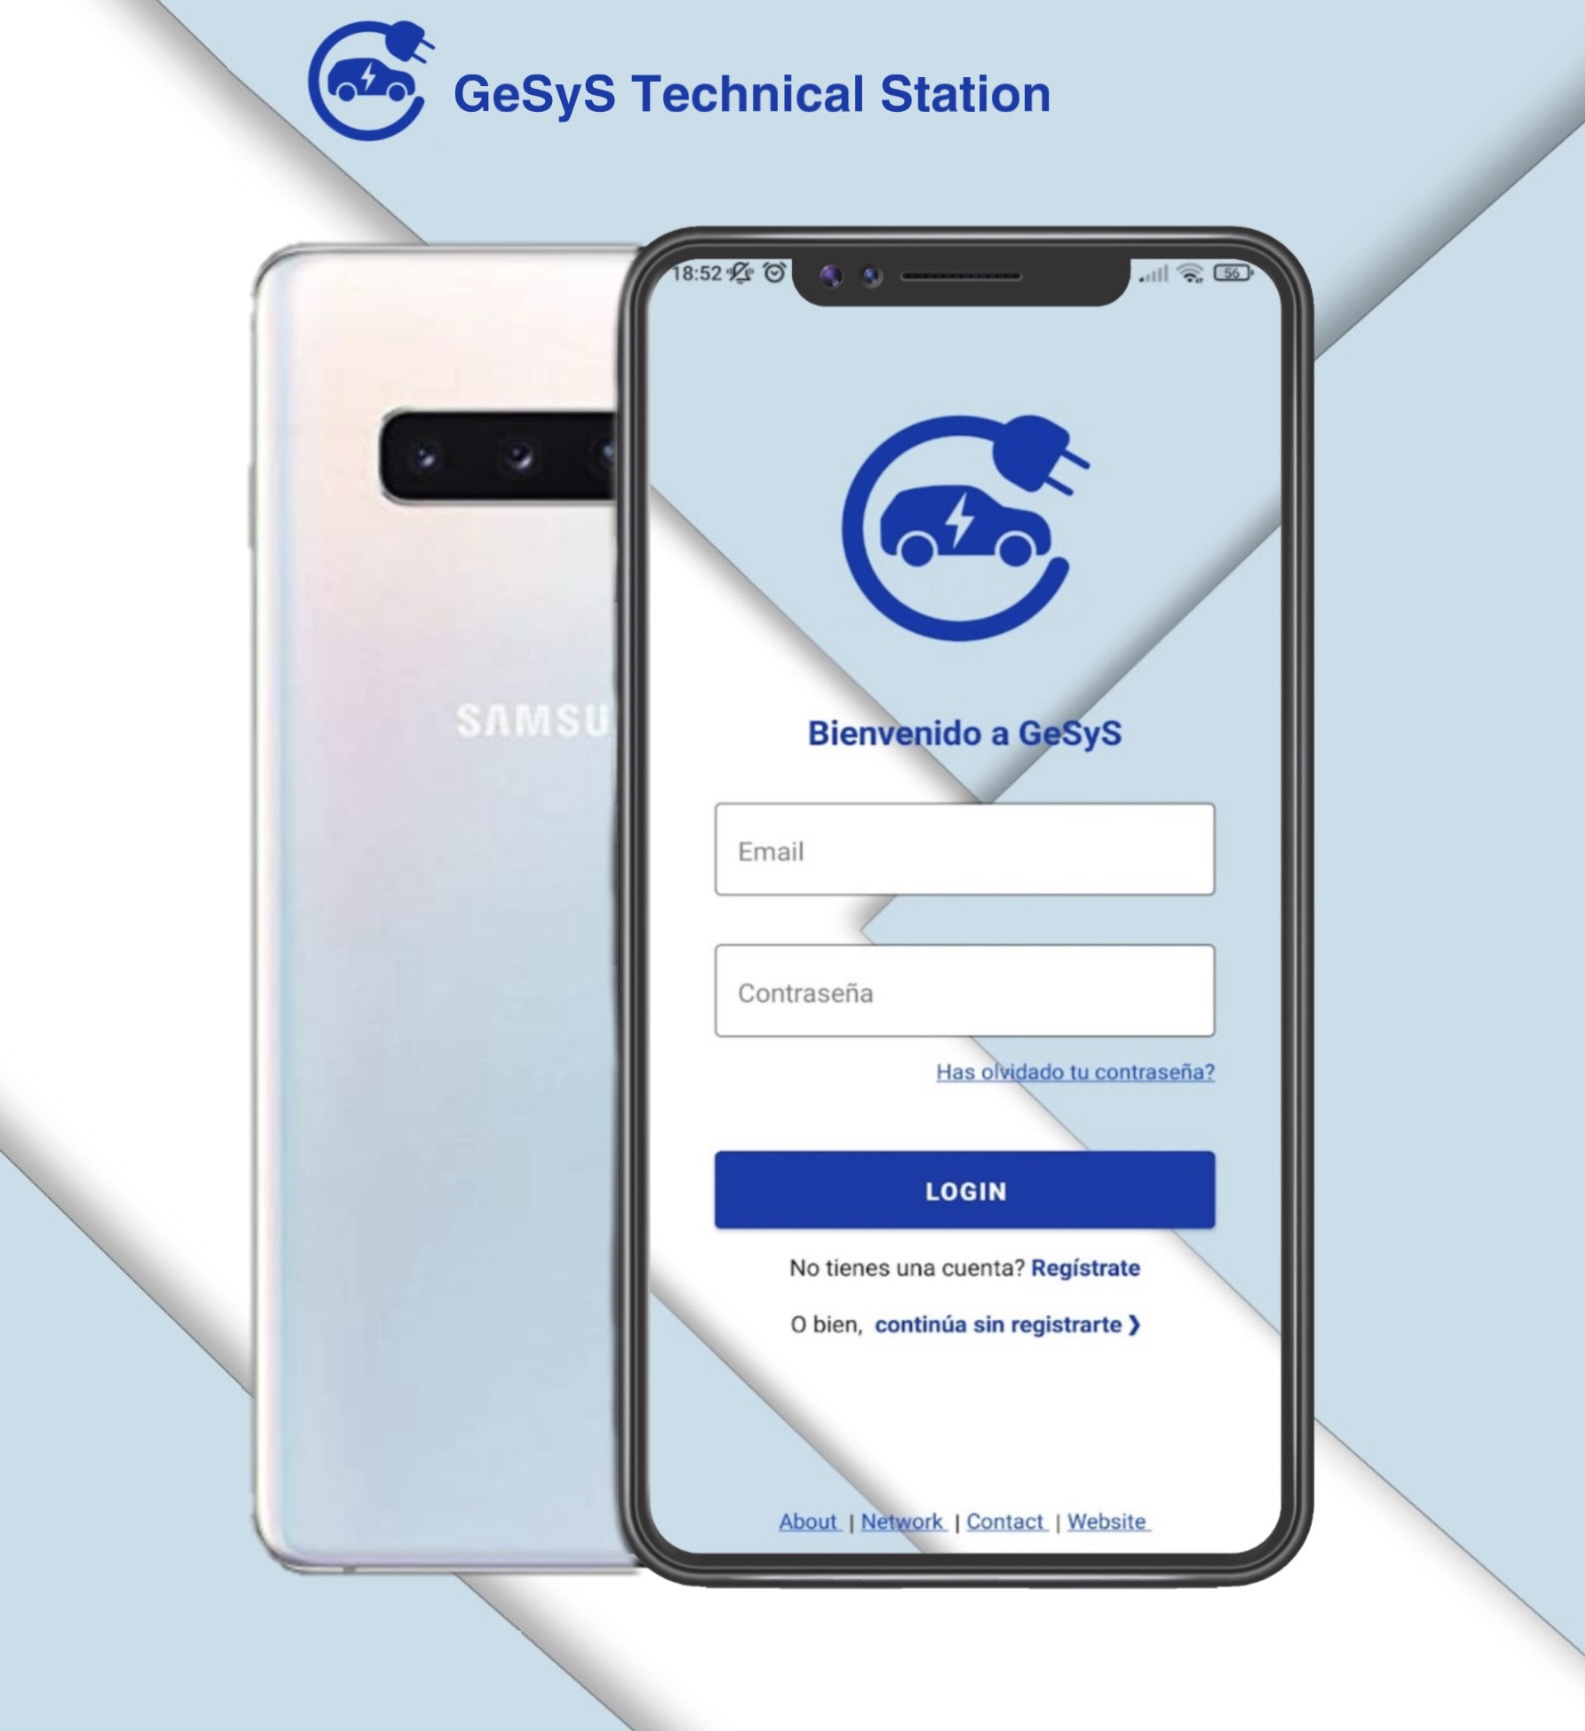 GeSyS Technical Station
18:52
56
SAMSU
Bienvenido a GeSyS
Email
Contraseña
Has olvidado tu contraseña?
LOGIN
No tienes una cuenta? Regístrate
O bien, continúa sin registrarte ❯
About | Network | Contact | Website